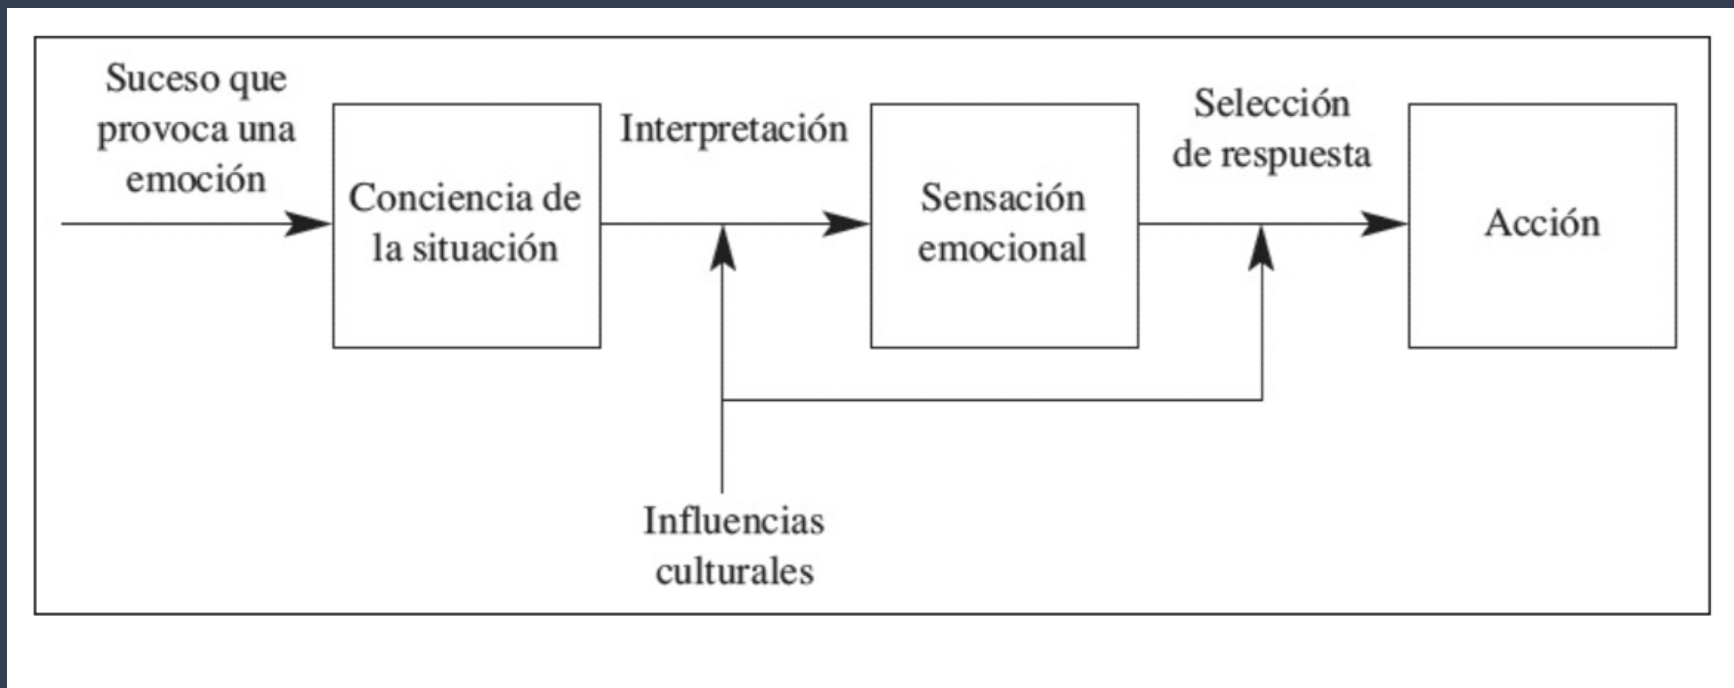 Suceso que
provoca una
emoción
Conciencia de
la situación
Interpretación
Sensación
emocional
Selección
de respuesta
Acción
Influencias
culturales